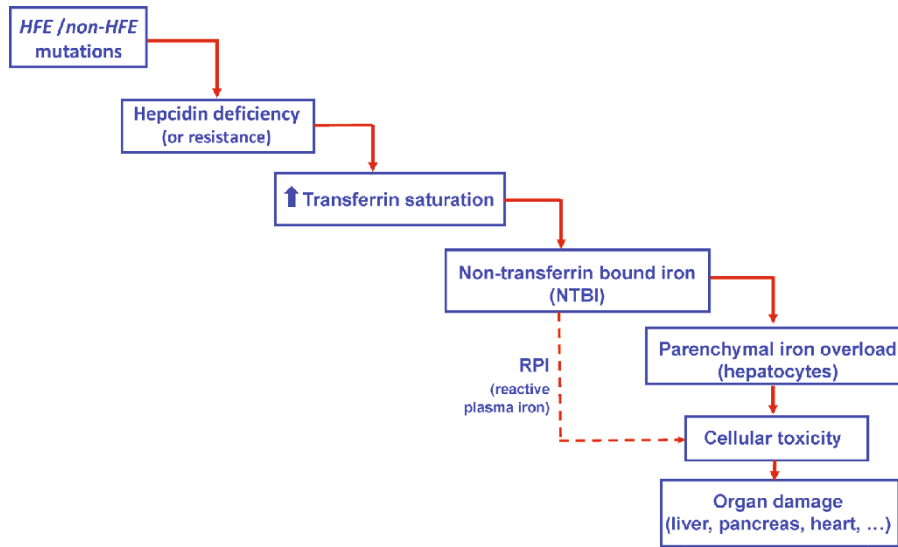 HFE /non-HFE
mutations
Hepcidin deficiency
(or resistance)
Transferrin saturation
Non-transferrin bound iron
(NTBI)
RPI
(reactive
plasma iron)
Parenchymal iron overload
(hepatocytes)
Cellular toxicity
Organ damage
(liver, pancreas, heart, ...)